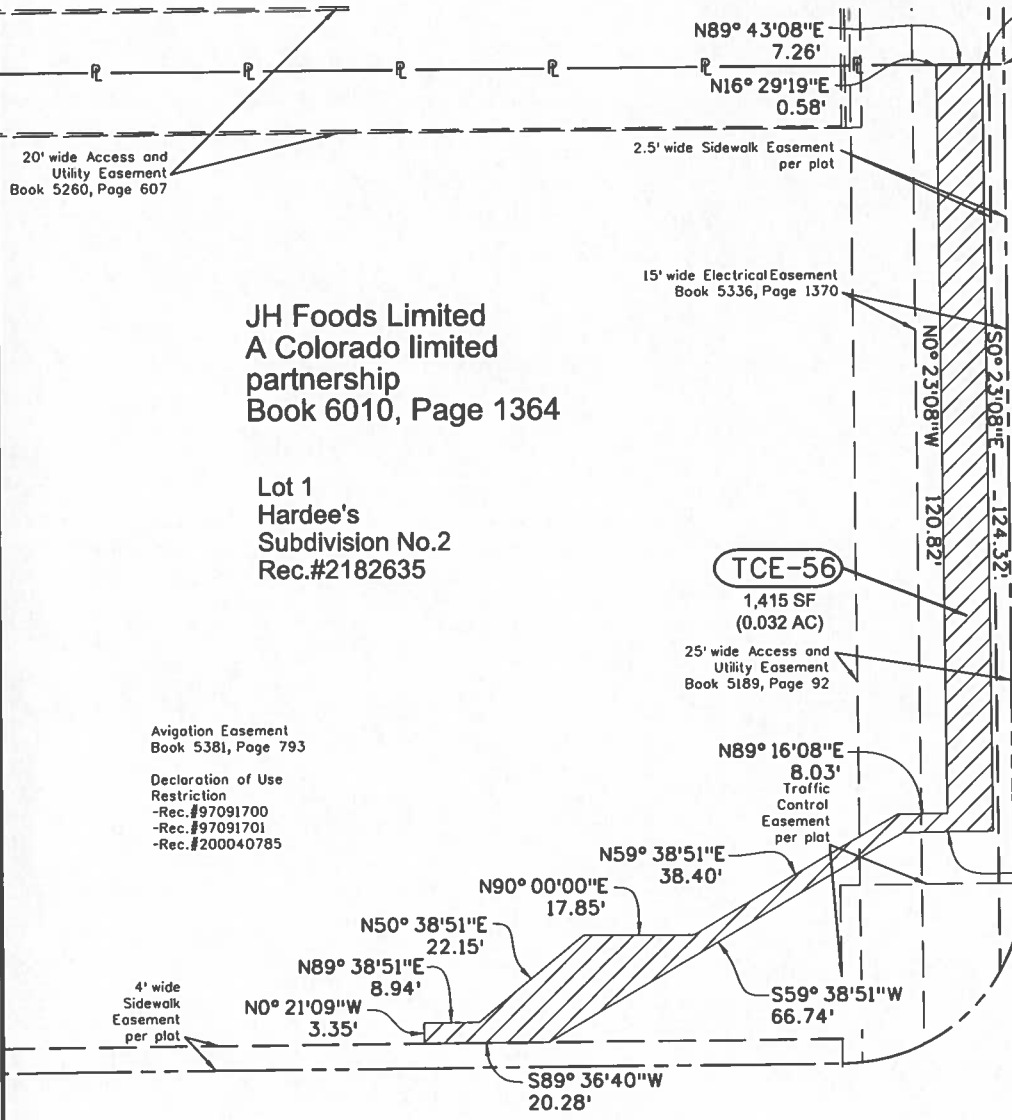 N89° 43'08"E
7.26'
N16° 29'19"E
0.58'
PL PL PL PL PL PL
20' wide Access and
Utility Easement
Book 5260, Page 607
2.5' wide Sidewalk Easement
per plat
15' wide Electrical Easement
Book 5336, Page 1370
JH Foods Limited
A Colorado limited
partnership
Book 6010, Page 1364
Lot 1
Hardee's
Subdivision No.2
Rec.#2182635
N0° 23'08"W 120.82'
S0° 23'08"E 124.32'
TCE-56
1,415 SF
(0.032 AC)
25' wide Access and
Utility Easement
Book 5189, Page 92
Avigation Easement
Book 5381, Page 793
Declaration of Use
Restriction
-Rec.#97091700
-Rec.#97091701
-Rec.#200040785
N89° 16'08"E
8.03'
Traffic
Control
Easement
per plat
N59° 38'51"E
38.40'
N90° 00'00"E
17.85'
N50° 38'51"E
22.15'
N89° 38'51"E
8.94'
N0° 21'09"W
3.35'
4' wide
Sidewalk
Easement
per plat
S59° 38'51"W
66.74'
S89° 36'40"W
20.28'